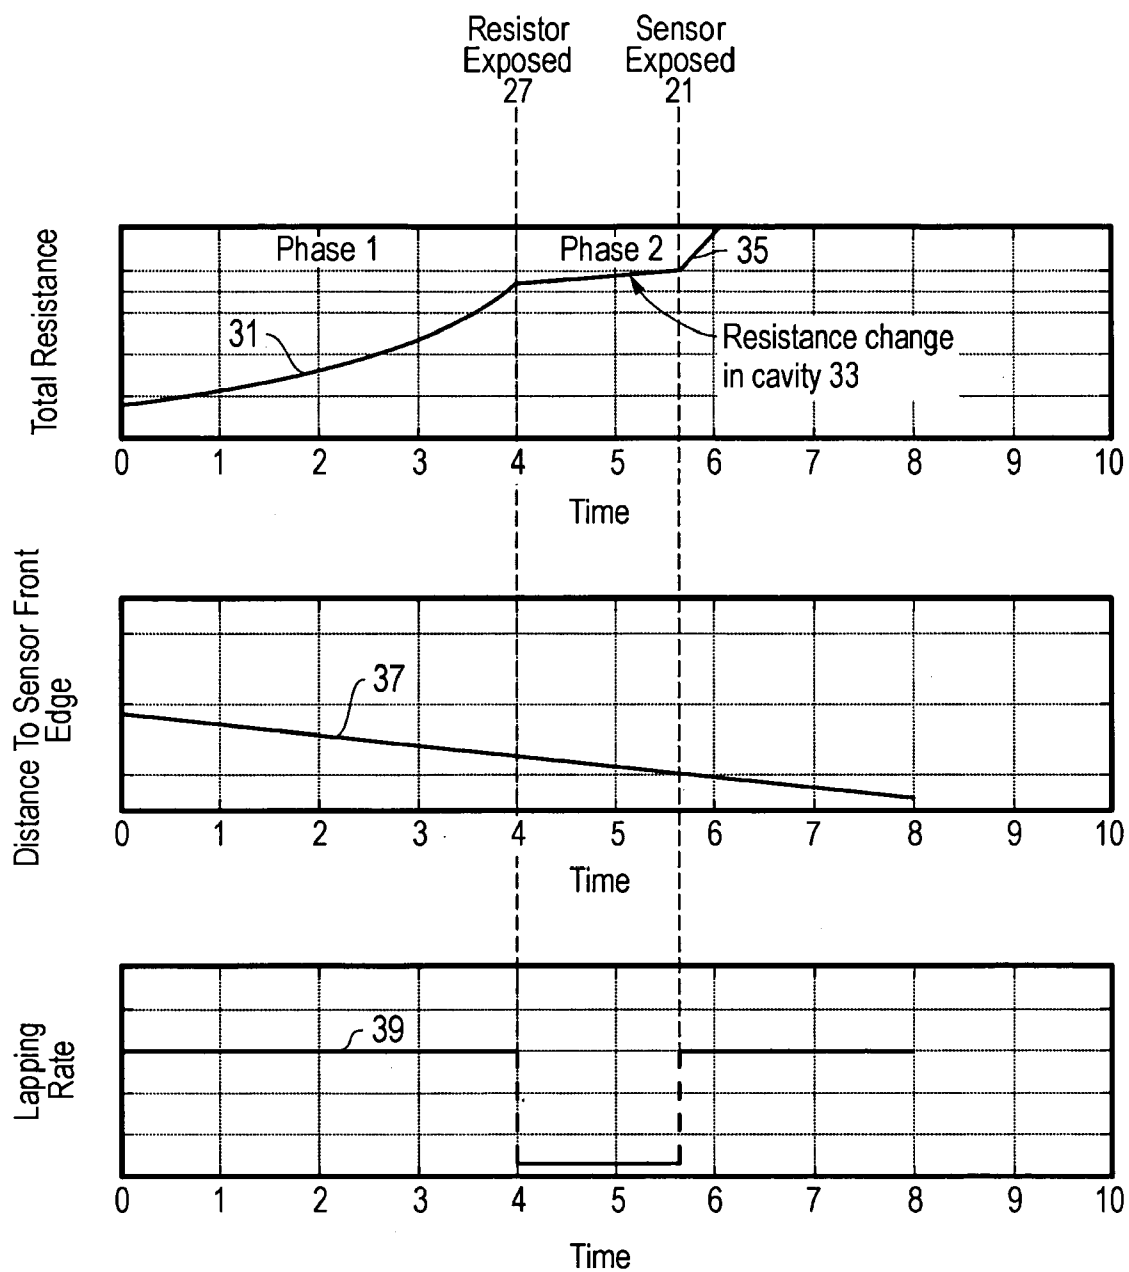 Resistor
Exposed
27
Sensor
Exposed
21
Total Resistance
Phase 1
Phase 2
35
31
Resistance change
in cavity 33
0 1 2 3 4 5 6 7 8 9 10
Time
Distance To Sensor Front
Edge
37
0 1 2 3 4 5 6 7 8 9 10
Time
Lapping
Rate
39
0 1 2 3 4 5 6 7 8 9 10
Time